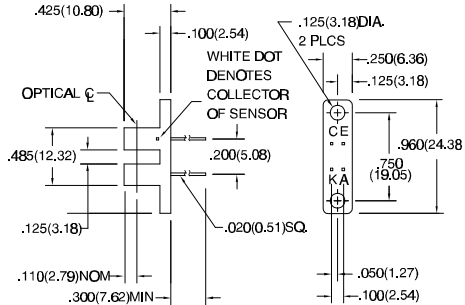 .425(10.80)
.100(2.54)
WHITE DOT
DENOTES
COLLECTOR
OF SENSOR
OPTICAL ℄
.485(12.32)
.200(5.08)
.125(3.18)
.020(0.51)SQ.
.110(2.79)NOM
.300(7.62)MIN
.125(3.18)DIA.
2 PLCS
.250(6.36)
.125(3.18)
C E
.960(24.38
.750
(19.05)
K A
.050(1.27)
.100(2.54)